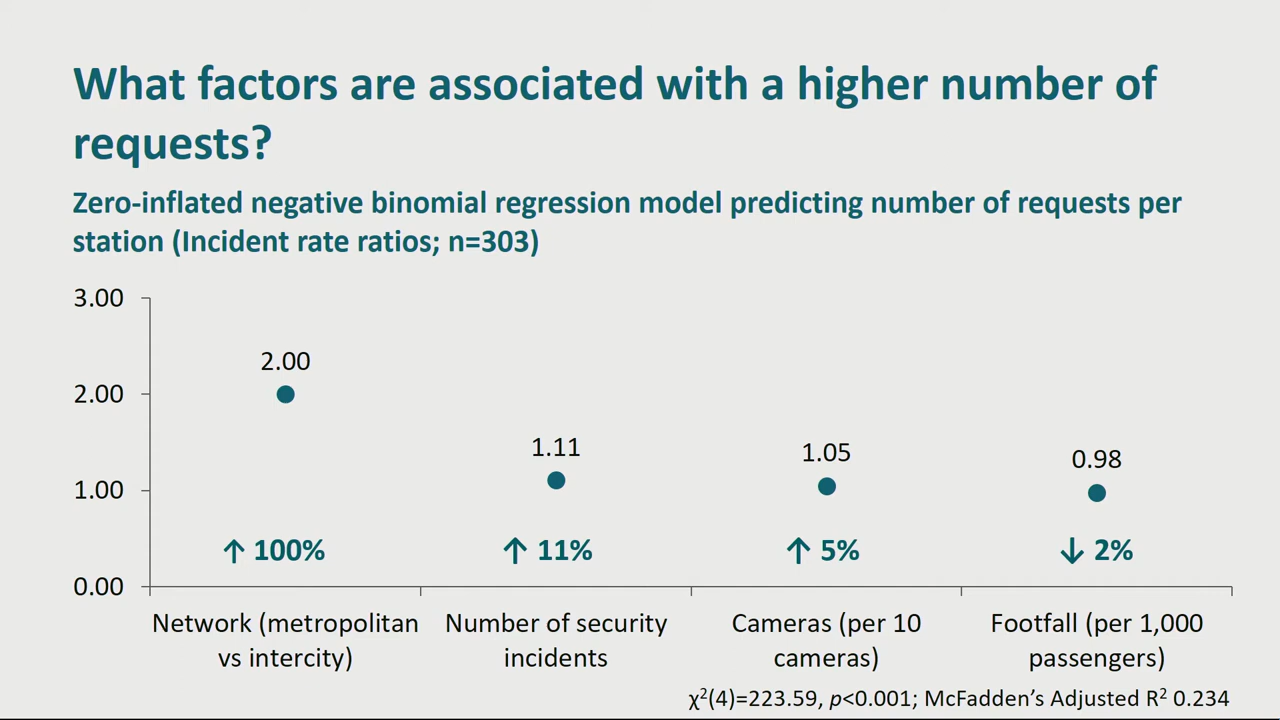 What factors are associated with a higher number of
requests?
Zero-inflated negative binomial regression model predicting number of requests per
station (Incident rate ratios; n=303)
3.00
2.00
1.00
0.00
2.00
1.11
1.05
0.98
↑ 100%
↑ 11%
↑ 5%
↓ 2%
Network (metropolitan
vs intercity)
Number of security
incidents
Cameras (per 10
cameras)
Footfall (per 1,000
passengers)
χ²(4)=223.59, p<0.001; McFadden’s Adjusted R² 0.234